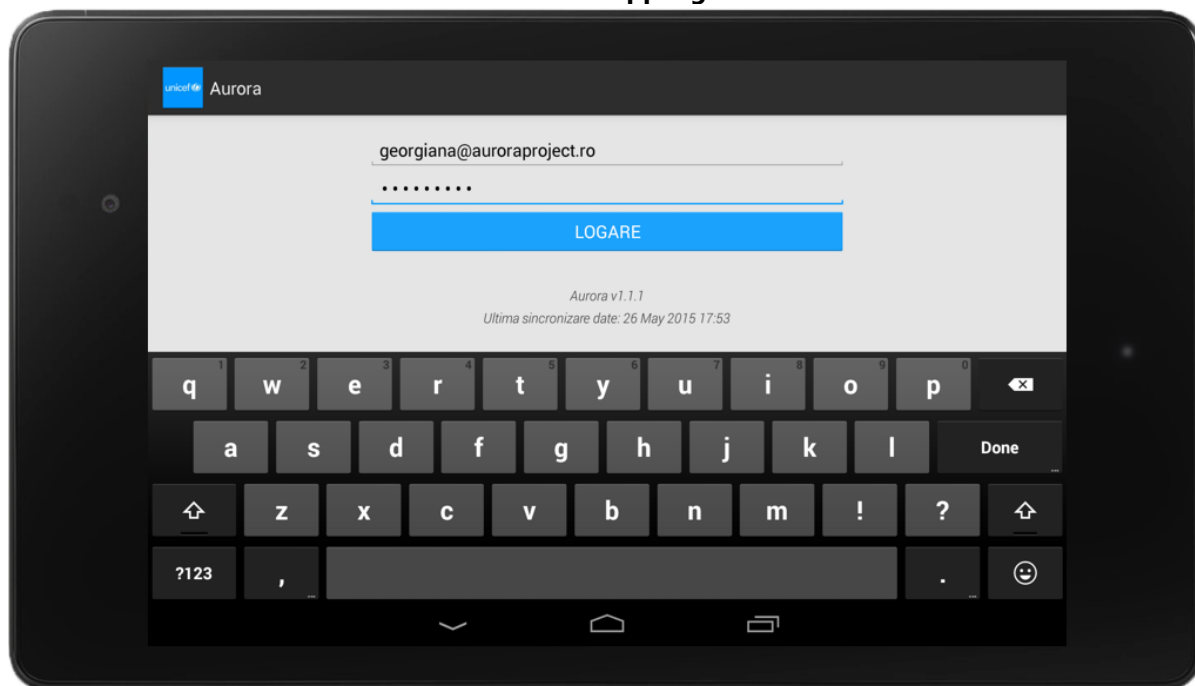 unicef Aurora
georgiana@auroraproject.ro
•••••••••
LOGARE
Aurora v1.1.1
Ultima sincronizare date: 26 May 2015 17:53
1 2 3 4 5 6 7 8 9 0
q w e r t y u i o p
a s d f g h j k l Done
z x c v b n m ! ?
?123 , .